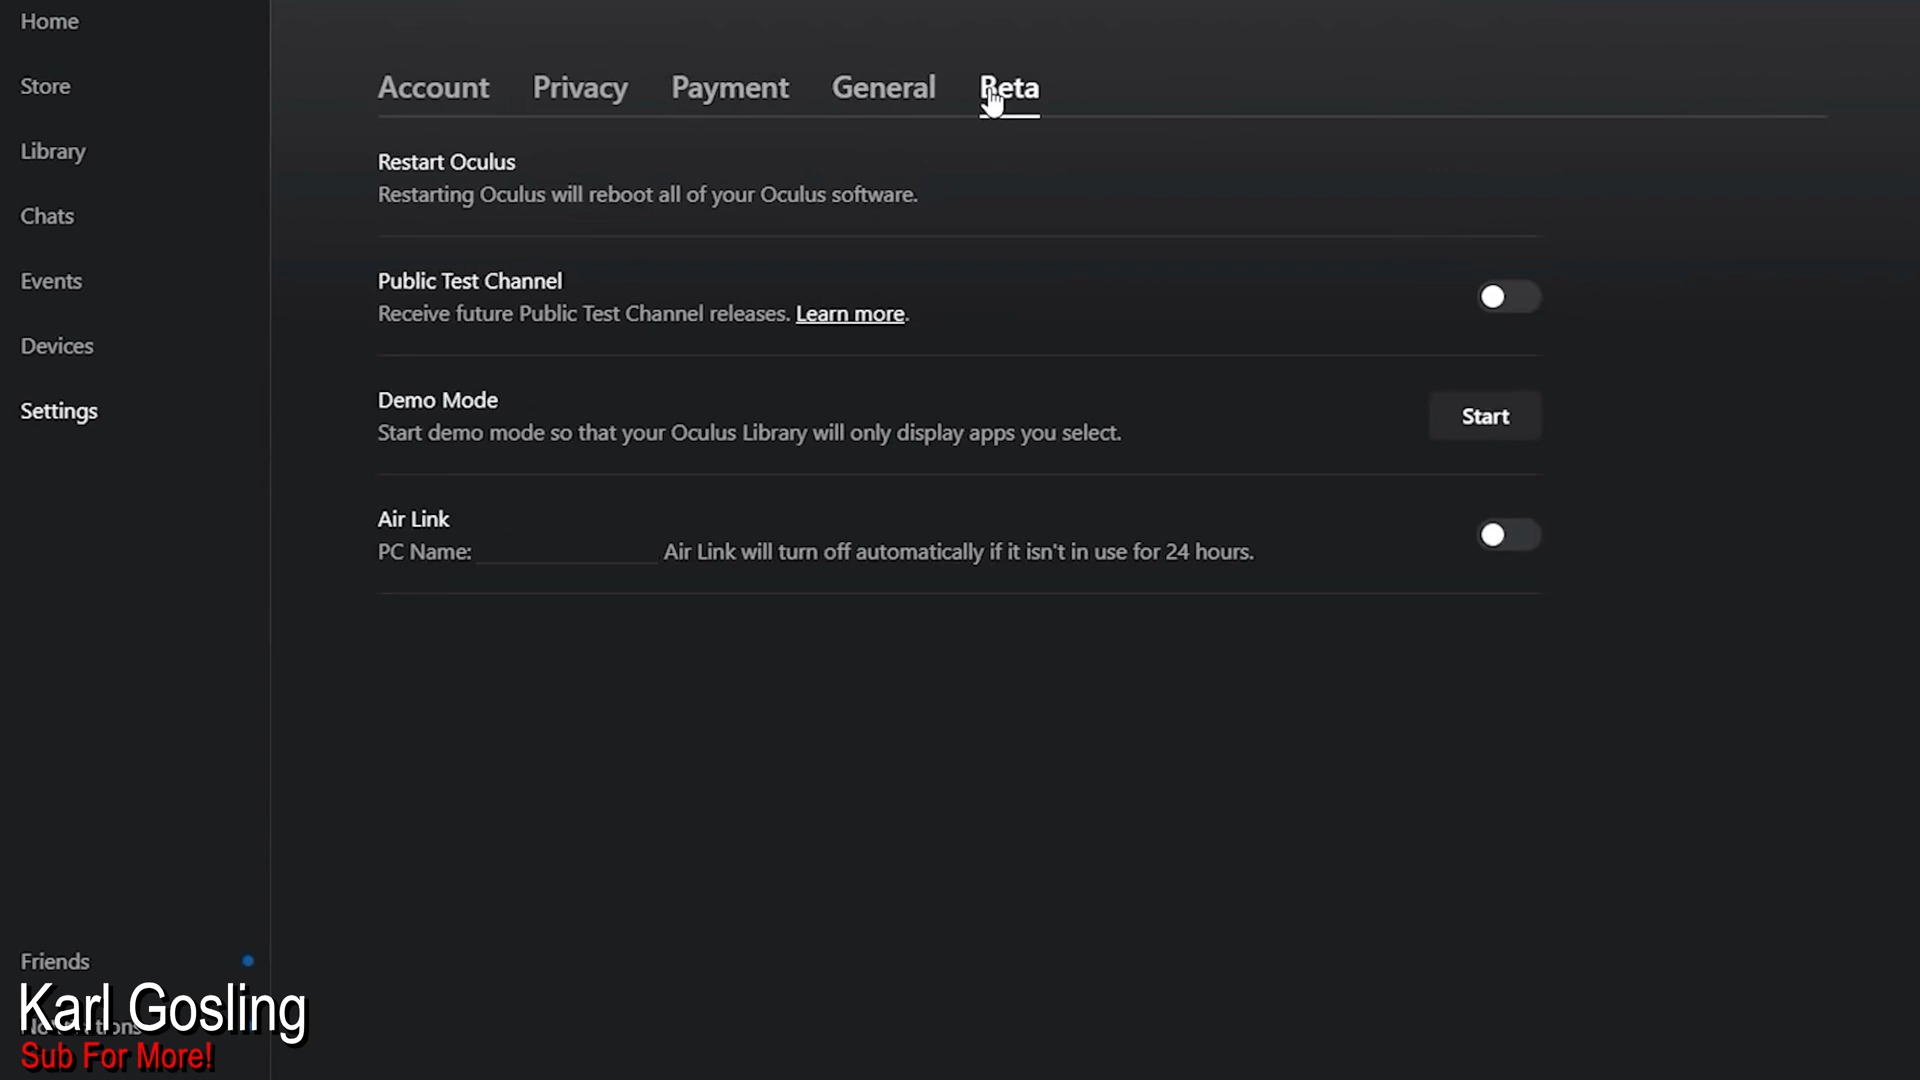 Home
Store
Library
Chats
Events
Devices
Settings
Account Privacy Payment General Beta
Restart Oculus
Restarting Oculus will reboot all of your Oculus software.
Public Test Channel
Receive future Public Test Channel releases. Learn more.
Demo Mode
Start demo mode so that your Oculus Library will only display apps you select.
Start
Air Link
PC Name: Air Link will turn off automatically if it isn't in use for 24 hours.
Friends
Karl Gosling
Sub For More!